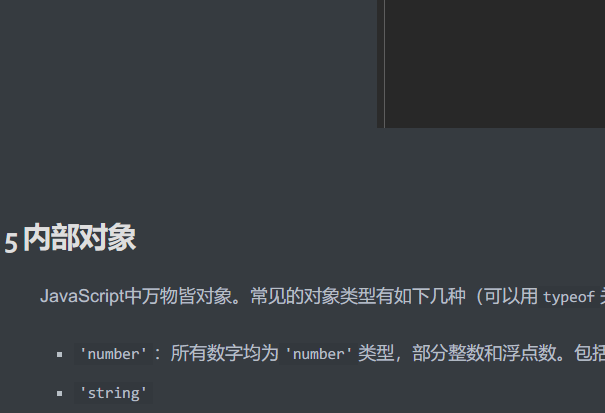 5 内部对象
JavaScript中万物皆对象。常见的对象类型有如下几种（可以用 typeof
'number'：所有数字均为 'number' 类型，部分整数和浮点数。包括
'string'